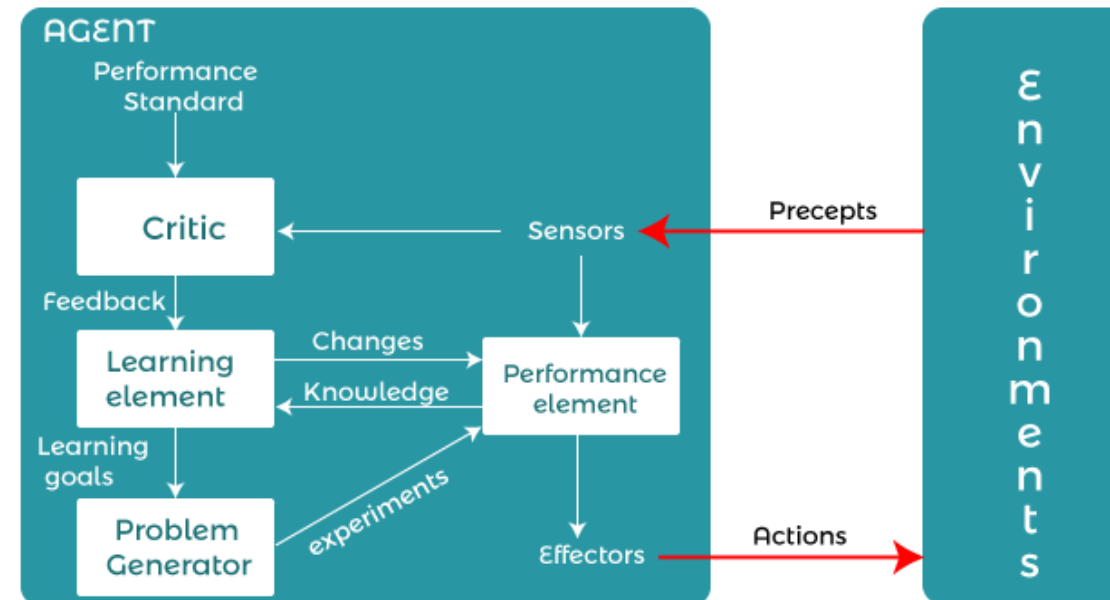 AGENT
Performance
Standard
Critic
Sensors
Precepts
Feedback
Learning
element
Changes
Knowledge
Performance
element
Learning
goals
Problem
Generator
experiments
Effectors
Actions
Environments